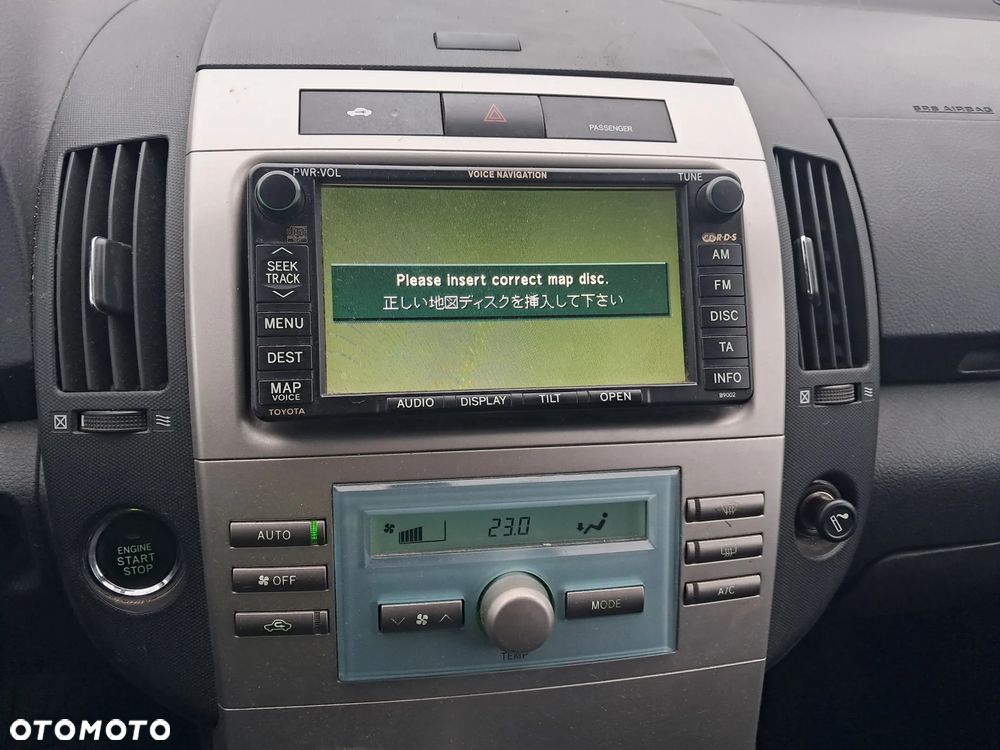 PASSENGER
SRS AIRBAG
PWR·VOL
VOICE NAVIGATION
TUNE
R·D·S
SEEK
TRACK
AM
FM
Please insert correct map disc.
正しい地図ディスクを挿入して下さい
MENU
DISC
DEST
TA
MAP
VOICE
INFO
TOYOTA
AUDIO
DISPLAY
TILT
OPEN
B9002
ENGINE
START
STOP
AUTO
23.0
OFF
MODE
A/C
TEMP
OTOMOTO